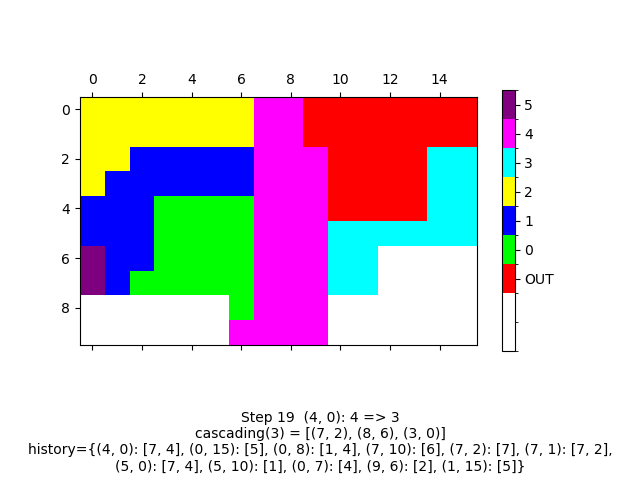 0 2 4 6 8 10 12 14
0
2
4
6
8
5
4
3
2
1
0
OUT
Step 19  (4, 0): 4 => 3
cascading(3) = [(7, 2), (8, 6), (3, 0)]
history={(4, 0): [7, 4], (0, 15): [5], (0, 8): [1, 4], (7, 10): [6], (7, 2): [7], (7, 1): [7, 2],
(5, 0): [7, 4], (5, 10): [1], (0, 7): [4], (9, 6): [2], (1, 15): [5]}